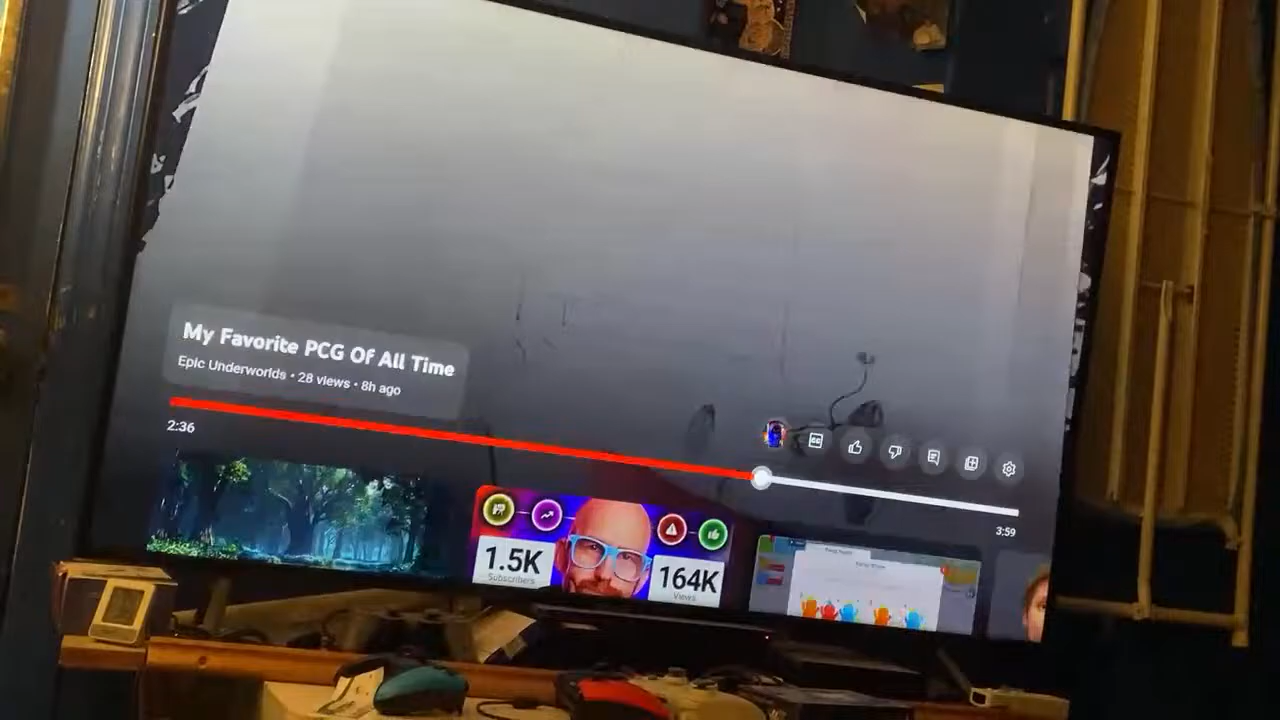 My Favorite PCG Of All Time
Epic Underworlds • 28 views • 8h ago
2:36
3:59
1.5K
Subscribers
164K
Views